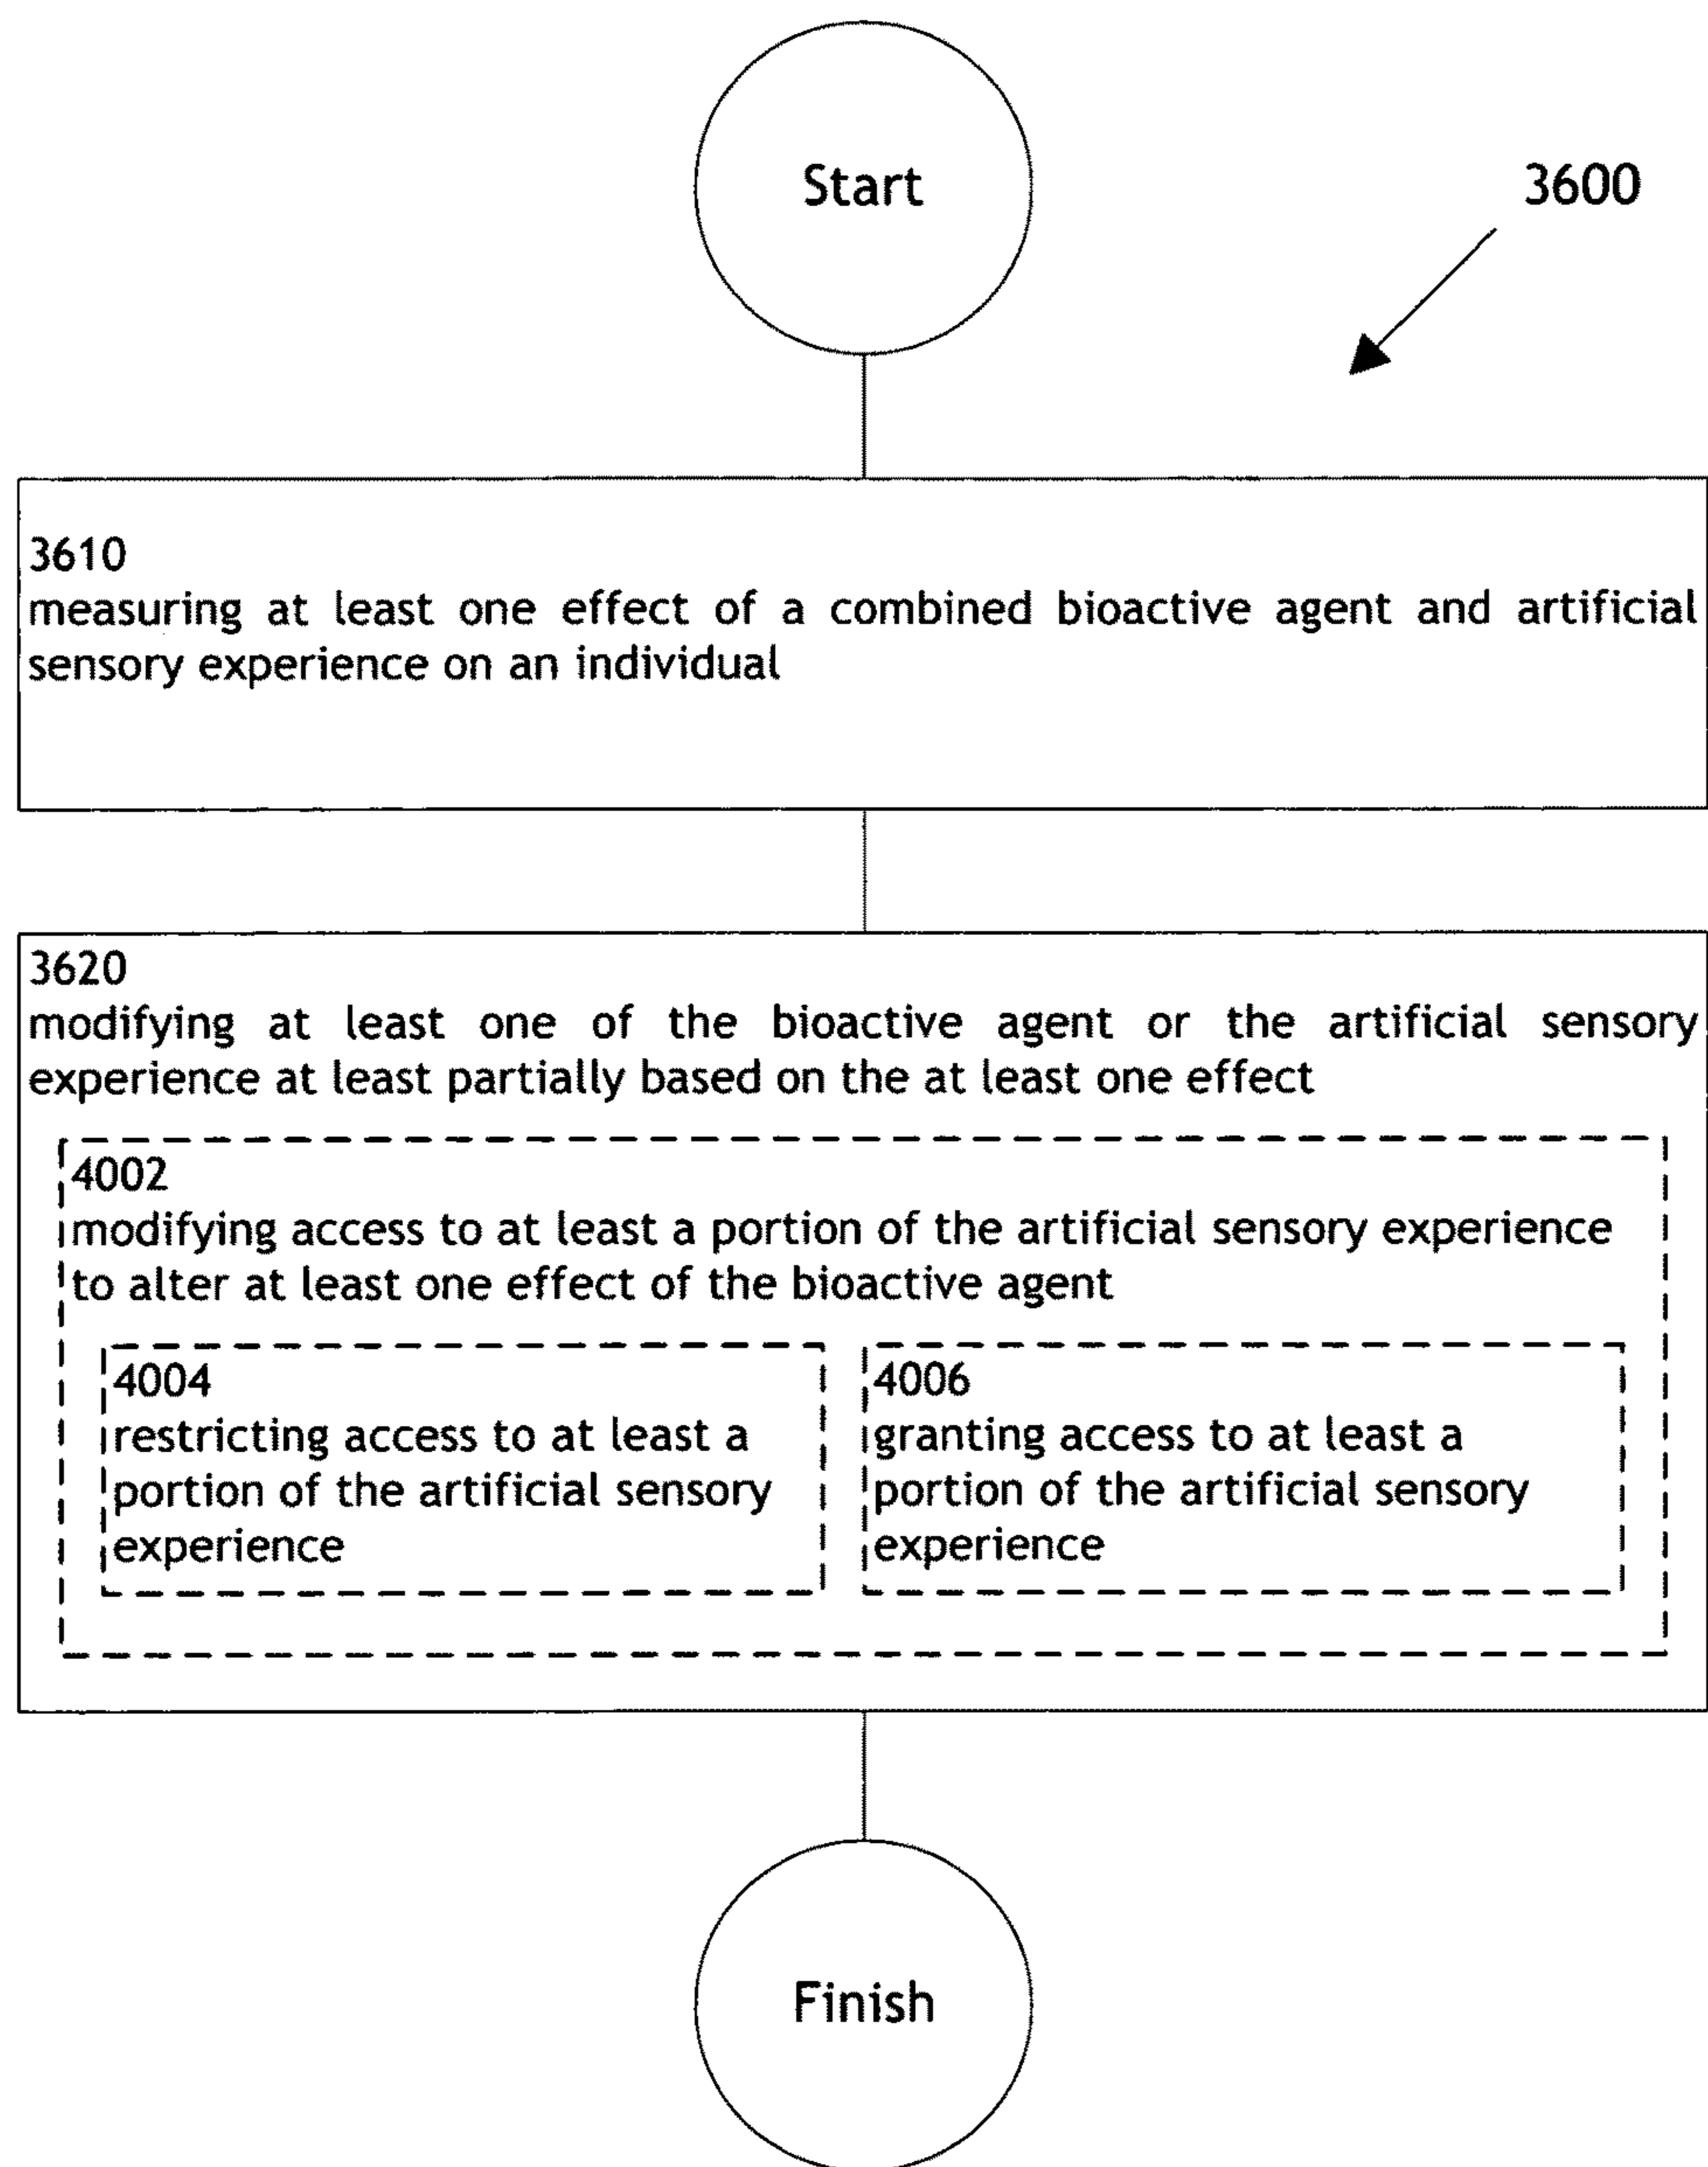 Start
3600
3610
measuring at least one effect of a combined bioactive agent and artificial
sensory experience on an individual
3620
modifying at least one of the bioactive agent or the artificial sensory
experience at least partially based on the at least one effect
4002
modifying access to at least a portion of the artificial sensory experience
to alter at least one effect of the bioactive agent
4004
restricting access to at least a
portion of the artificial sensory
experience
4006
granting access to at least a
portion of the artificial sensory
experience
Finish